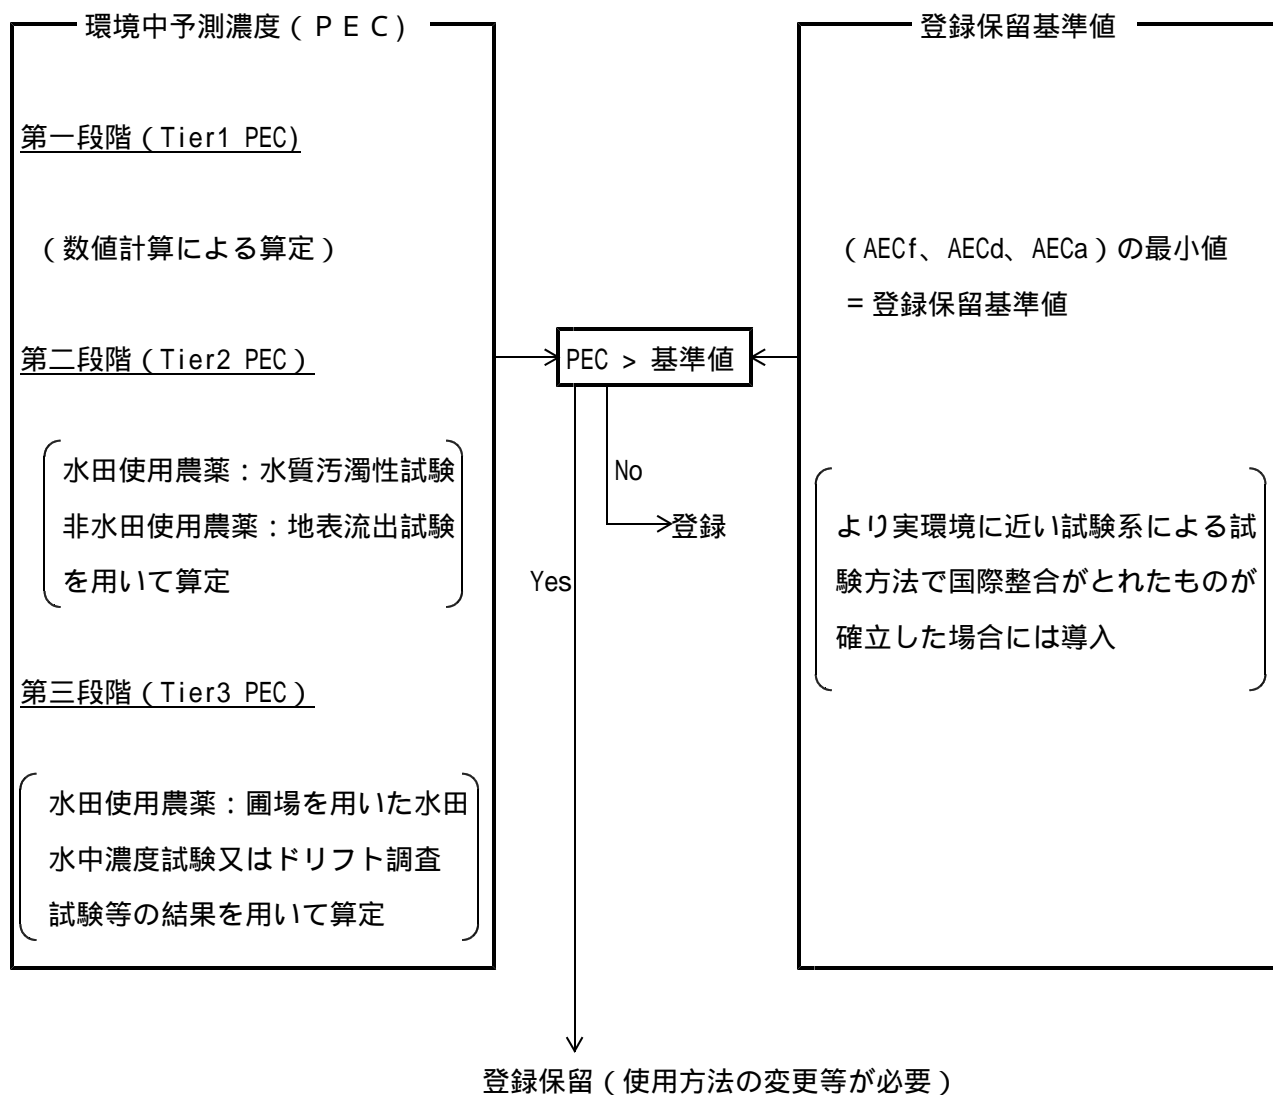 環境中予測濃度（ＰＥＣ）
第一段階（Tier1 PEC）
（数値計算による算定）
第二段階（Tier2 PEC）
水田使用農薬：水質汚濁性試験
非水田使用農薬：地表流出試験
を用いて算定
第三段階（Tier3 PEC）
水田使用農薬：圃場を用いた水田
水中濃度試験又はドリフト調査
試験等の結果を用いて算定
PEC > 基準値
No
登録
Yes
登録保留基準値
（AECf、AECd、AECa）の最小値
＝登録保留基準値
より実環境に近い試験系による試
験方法で国際整合がとれたものが
確立した場合には導入
登録保留（使用方法の変更等が必要）